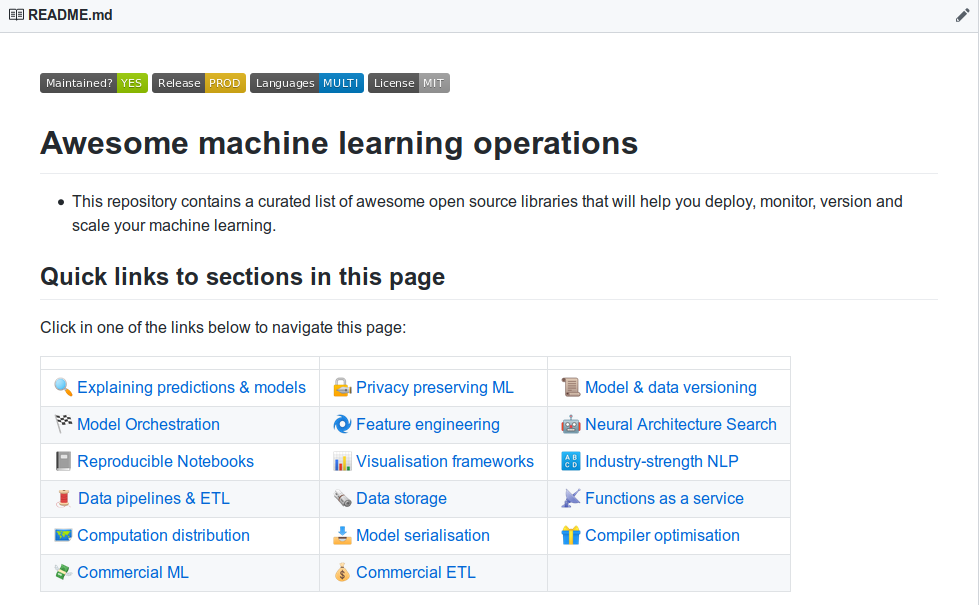 README.md
Maintained? YES Release PROD Languages MULTI License MIT
Awesome machine learning operations
This repository contains a curated list of awesome open source libraries that will help you deploy, monitor, version and
scale your machine learning.
Quick links to sections in this page
Click in one of the links below to navigate this page:
Explaining predictions & models Privacy preserving ML Model & data versioning
Model Orchestration Feature engineering Neural Architecture Search
Reproducible Notebooks Visualisation frameworks Industry-strength NLP
Data pipelines & ETL Data storage Functions as a service
Computation distribution Model serialisation Compiler optimisation
Commercial ML Commercial ETL